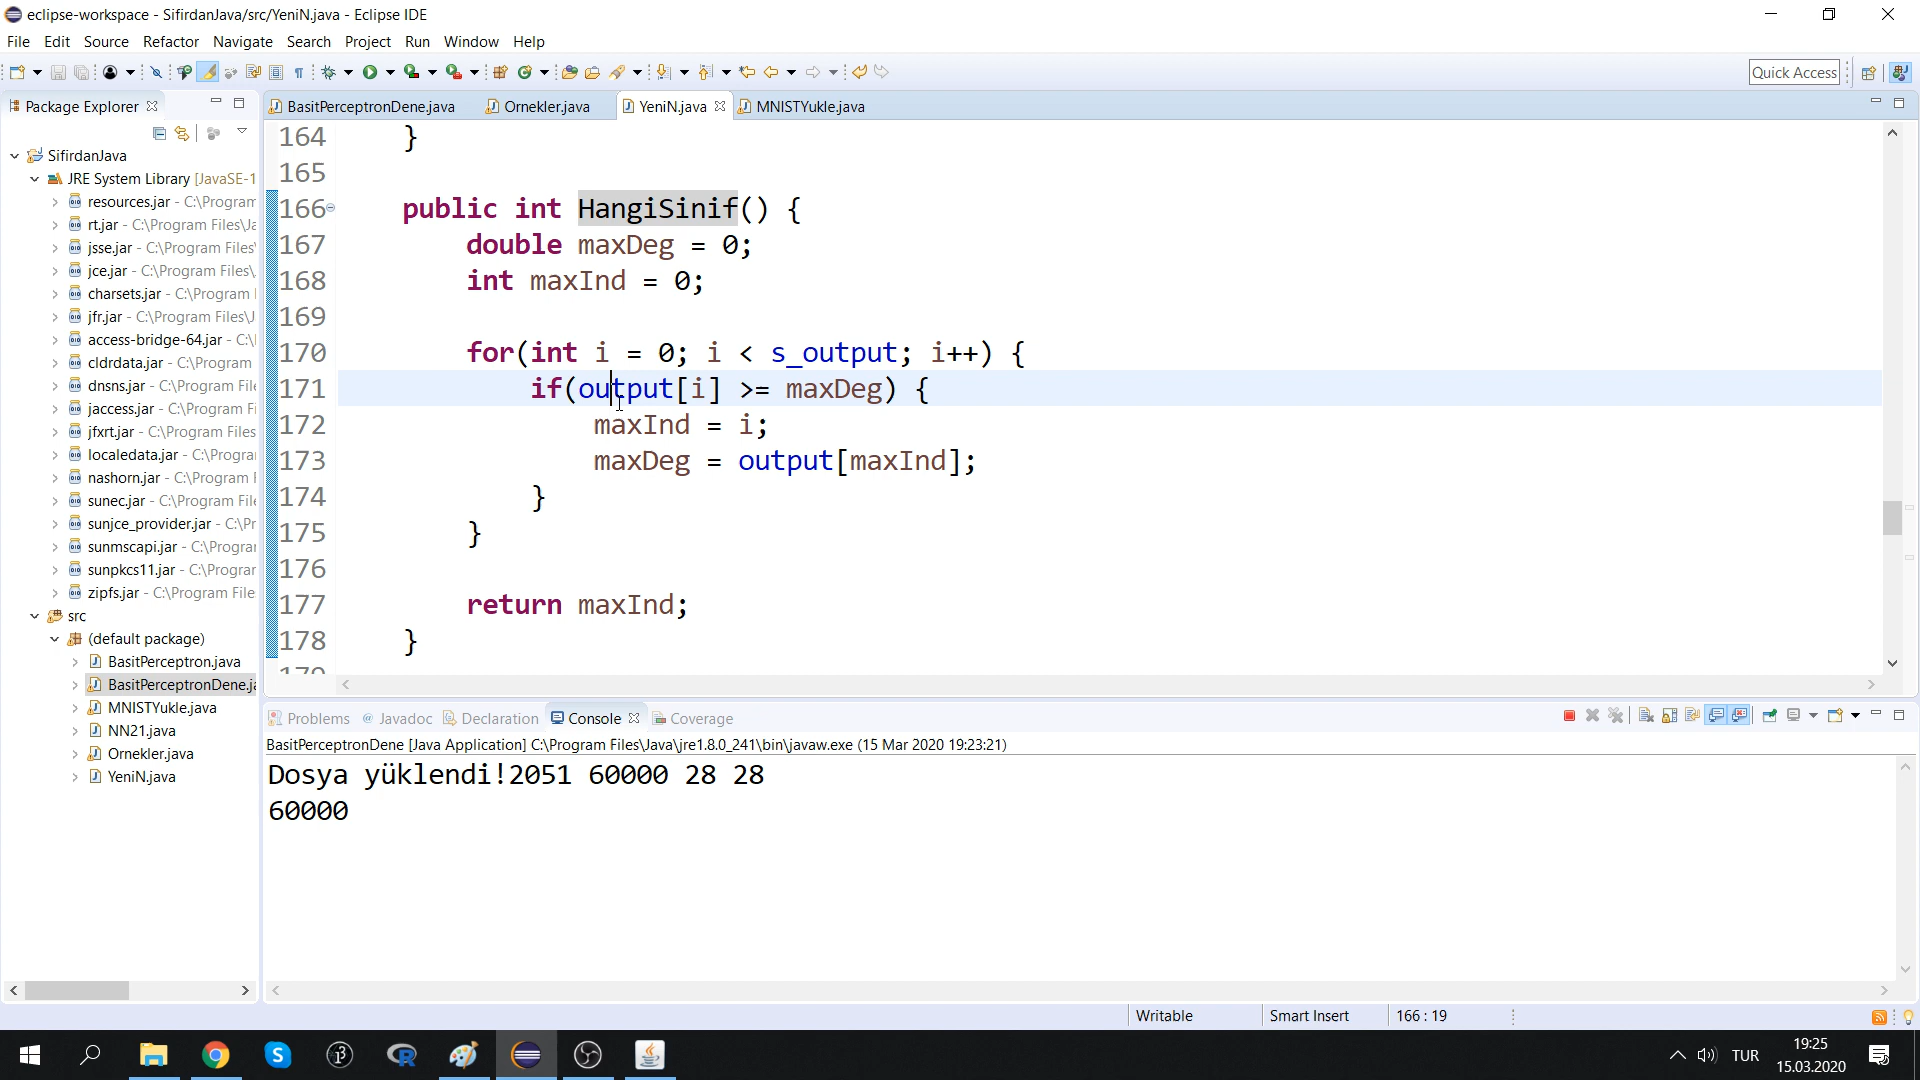 eclipse-workspace - SifirdanJava/src/YeniN.java - Eclipse IDE
File Edit Source Refactor Navigate Search Project Run Window Help
Quick Access
Package Explorer
BasitPerceptronDene.java Ornekler.java YeniN.java MNISTYukle.java
SifirdanJava
JRE System Library [JavaSE-1
resources.jar - C:\Program
rt.jar - C:\Program Files\Ja
jsse.jar - C:\Program Files\
jce.jar - C:\Program Files\
charsets.jar - C:\Program
jfr.jar - C:\Program Files\J
access-bridge-64.jar - C:\
cldrdata.jar - C:\Program
dnsns.jar - C:\Program File
jaccess.jar - C:\Program
jfxrt.jar - C:\Program Files
localedata.jar - C:\Progra
nashorn.jar - C:\Program
sunec.jar - C:\Program File
sunjce_provider.jar - C:\Pr
sunmscapi.jar - C:\Progra
sunpkcs11.jar - C:\Prograr
zipfs.jar - C:\Program File
src
(default package)
BasitPerceptron.java
BasitPerceptronDene.ja
MNISTYukle.java
NN21.java
Ornekler.java
YeniN.java
164 }
165
166 public int HangiSinif() {
167 double maxDeg = 0;
168 int maxInd = 0;
169
170 for(int i = 0; i < s_output; i++) {
171 if(output[i] >= maxDeg) {
172 maxInd = i;
173 maxDeg = output[maxInd];
174 }
175 }
176
177 return maxInd;
178 }
179
Problems Javadoc Declaration Console Coverage
BasitPerceptronDene [Java Application] C:\Program Files\Java\jre1.8.0_241\bin\javaw.exe (15 Mar 2020 19:23:21)
Dosya yüklendi!2051 60000 28 28
60000
Writable Smart Insert 166 : 19
TUR 19:25
15.03.2020